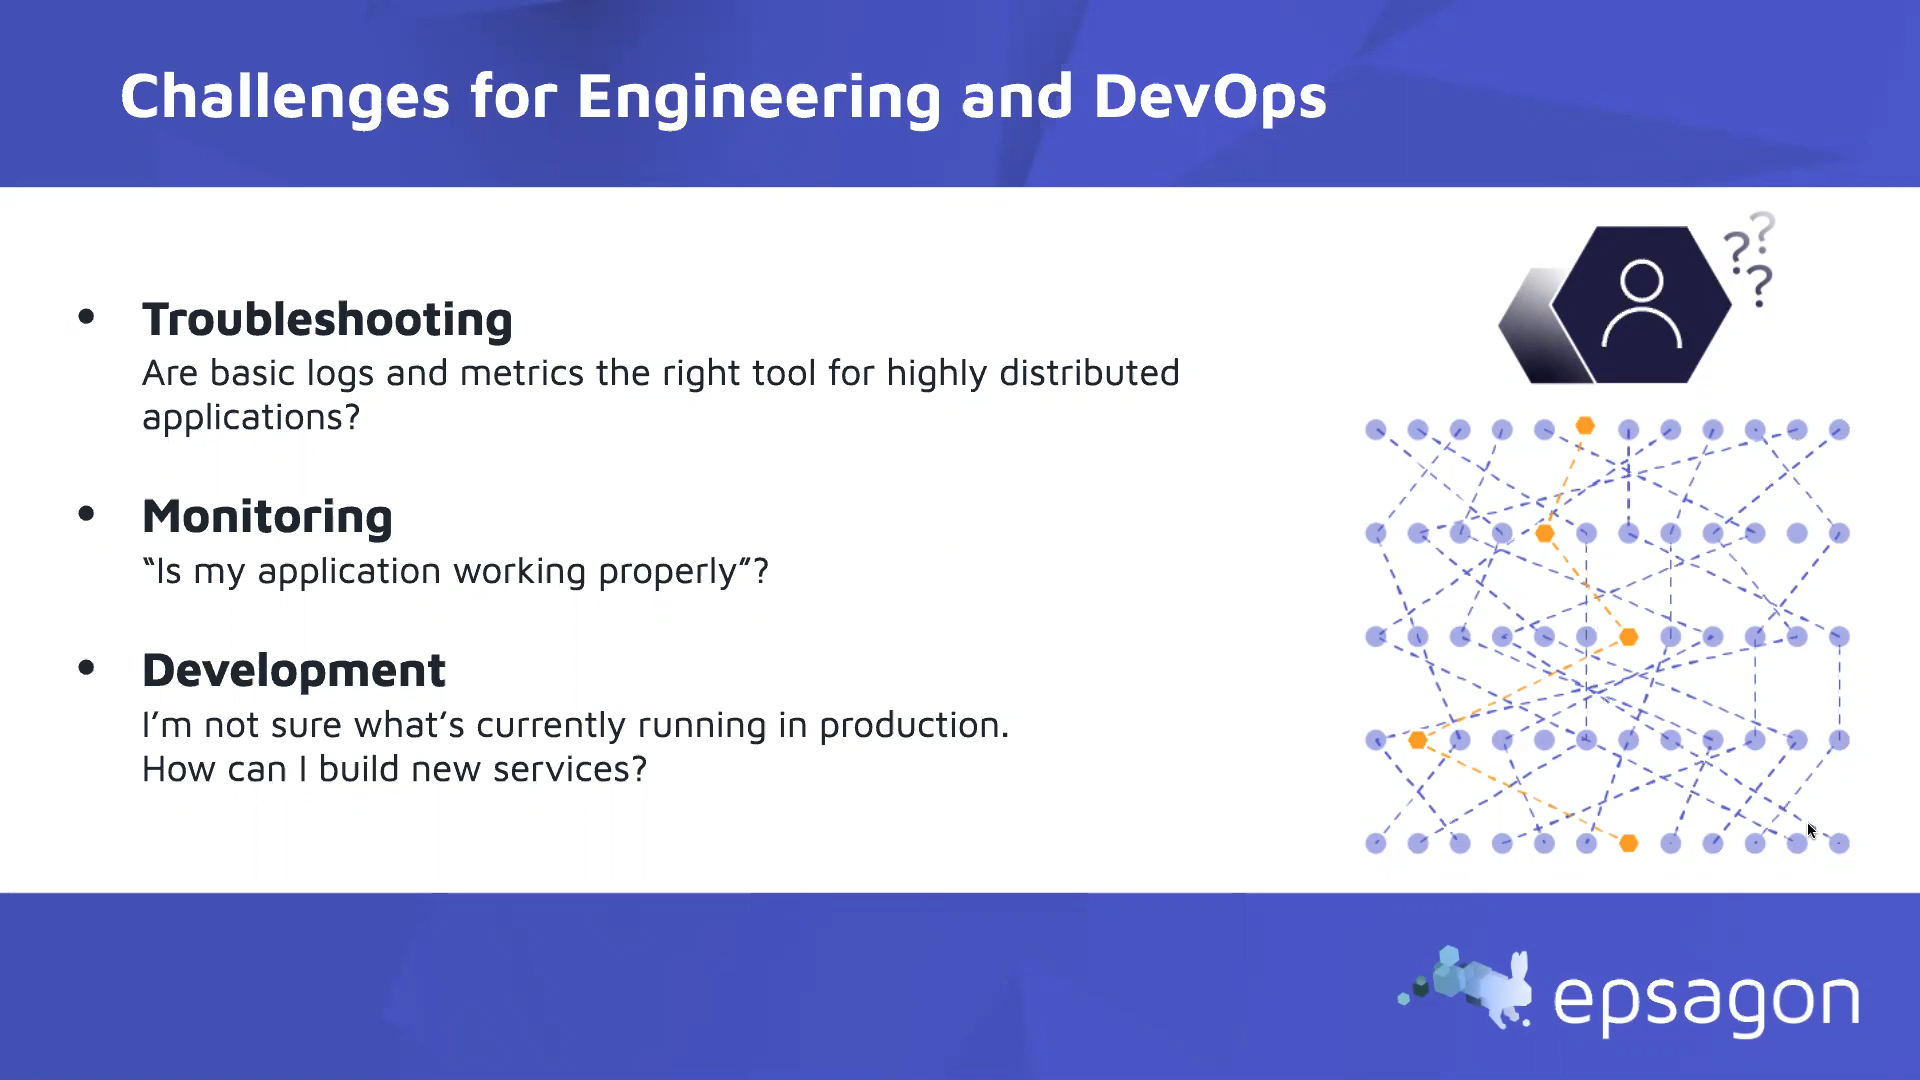 Challenges for Engineering and DevOps
???
• Troubleshooting
Are basic logs and metrics the right tool for highly distributed
applications?
• Monitoring
“Is my application working properly”?
• Development
I’m not sure what’s currently running in production.
How can I build new services?
epsagon